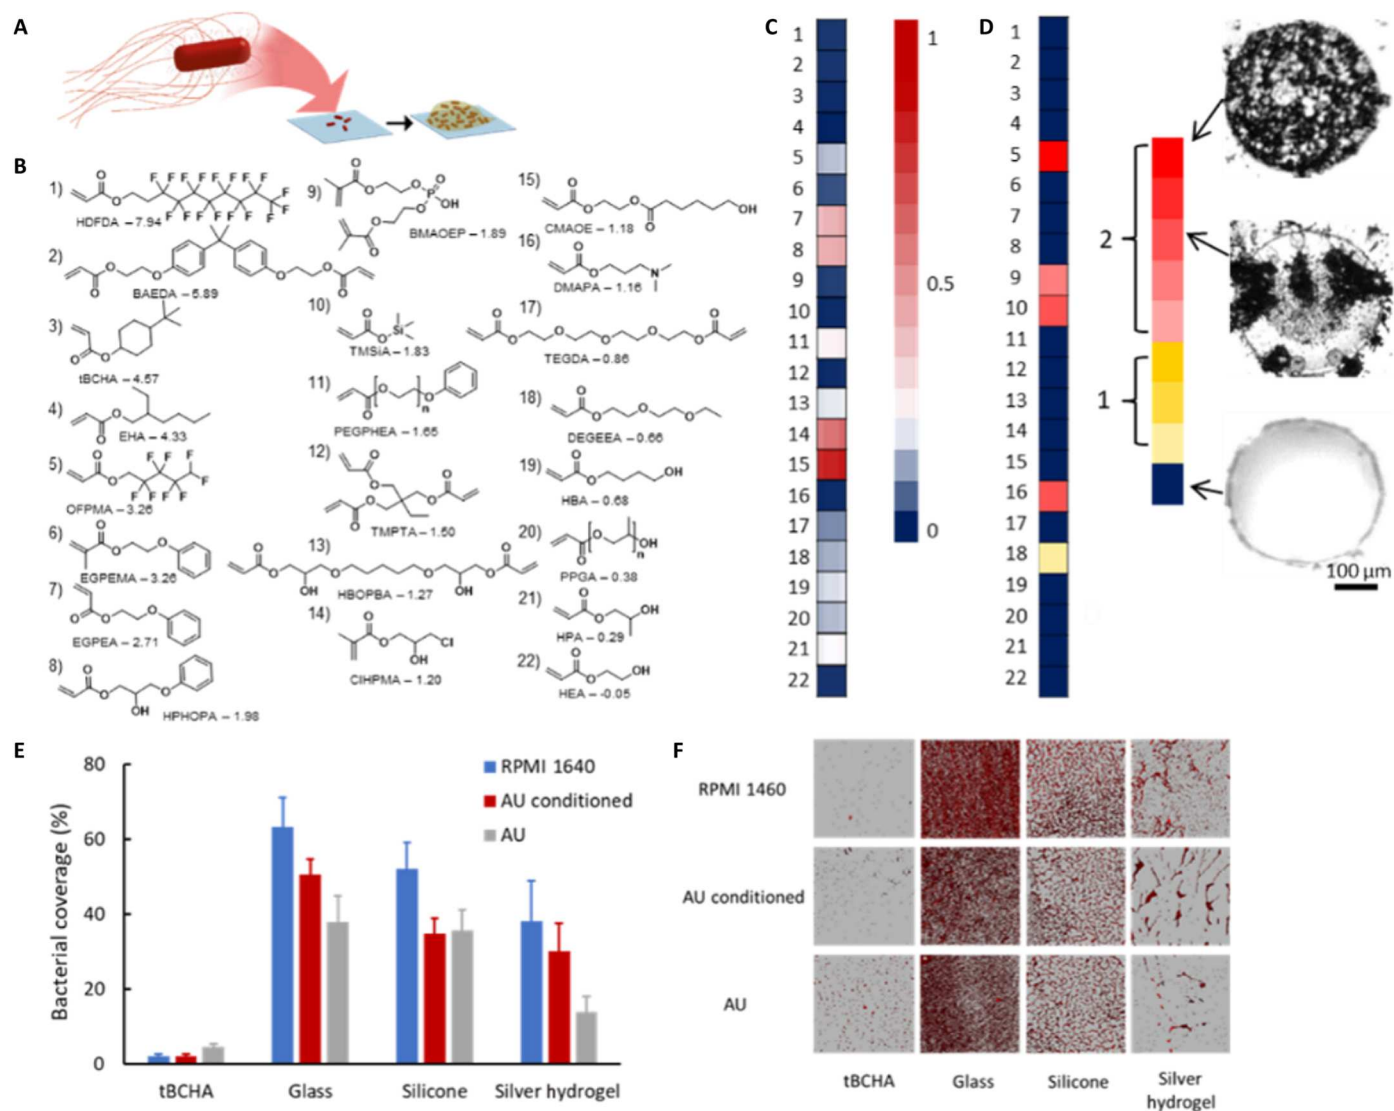 A
B
1)
HDFDA – 7.94
2)
BAEDA – 5.89
3)
tBCHA – 4.57
4)
EHA – 4.33
5)
OFPMA – 3.26
6)
EGPEMA – 3.26
7)
EGPEA – 2.71
8)
HPHOPA – 1.98
9)
BMAOEP – 1.89
10)
TMSiA – 1.83
11)
PEGPHEA – 1.65
12)
TMPTA – 1.50
13)
HBOPBA – 1.27
14)
ClHPMA – 1.20
15)
CMAOE – 1.18
16)
DMAPA – 1.16
17)
TEGDA – 0.86
18)
DEGEEA – 0.66
19)
HBA – 0.68
20)
PPGA – 0.38
21)
HPA – 0.29
22)
HEA – -0.05
C
1
2
3
4
5
6
7
8
9
10
11
12
13
14
15
16
17
18
19
20
21
22
1
0.5
0
D
1
2
3
4
5
6
7
8
9
10
11
12
13
14
15
16
17
18
19
20
21
22
2
1
100 µm
E
Bacterial coverage (%)
80
60
40
20
0
RPMI 1640
AU conditioned
AU
tBCHA Glass Silicone Silver hydrogel
F
RPMI 1460
AU conditioned
AU
tBCHA Glass Silicone Silver
hydrogel